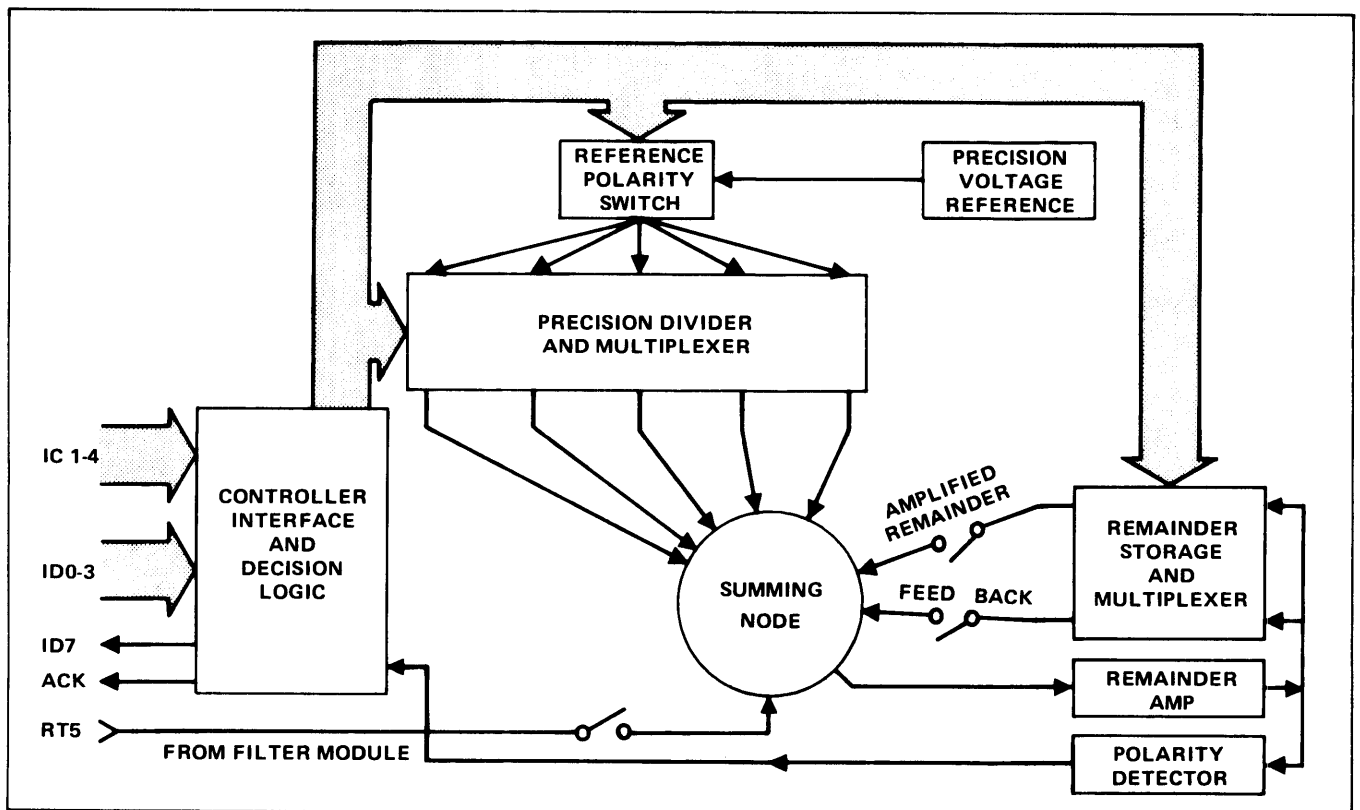 REFERENCE
POLARITY
SWITCH
PRECISION
VOLTAGE
REFERENCE
PRECISION DIVIDER
AND MULTIPLEXER
IC 1-4
ID0-3
ID7
ACK
RT5
CONTROLLER
INTERFACE
AND
DECISION
LOGIC
FROM FILTER MODULE
SUMMING
NODE
AMPLIFIED
REMAINDER
FEED BACK
REMAINDER
STORAGE
AND
MULTIPLEXER
REMAINDER
AMP
POLARITY
DETECTOR